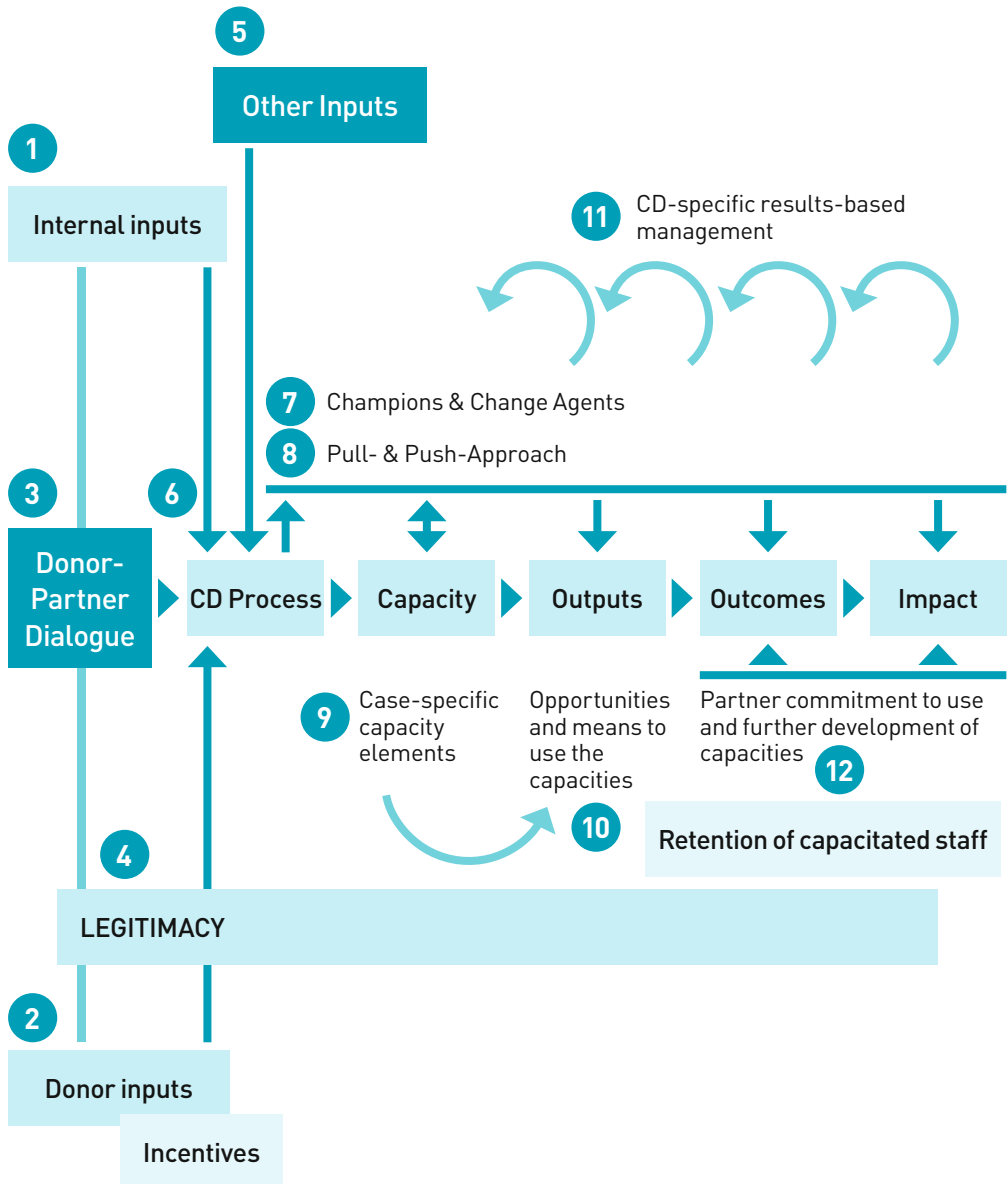 5
Other Inputs
1
Internal inputs
11
CD-specific results-based
management
7
Champions & Change Agents
8
Pull- & Push-Approach
3
6
Donor-
Partner
Dialogue
CD Process
Capacity
Outputs
Outcomes
Impact
9
Case-specific
capacity
elements
Opportunities
and means to
use the
capacities
10
Partner commitment to use
and further development of
capacities
12
Retention of capacitated staff
4
LEGITIMACY
2
Donor inputs
Incentives